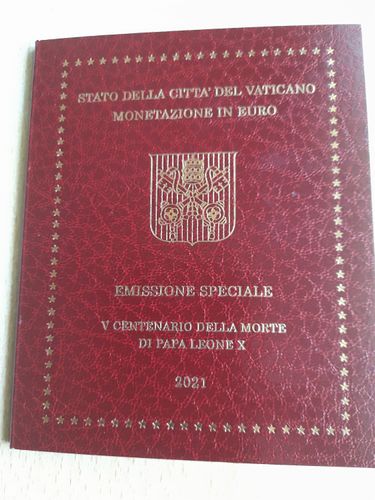 STATO DELLA CITTA' DEL VATICANO
MONETAZIONE IN EURO
EMISSIONE SPECIALE
V CENTENARIO DELLA MORTE
DI PAPA LEONE X
2021